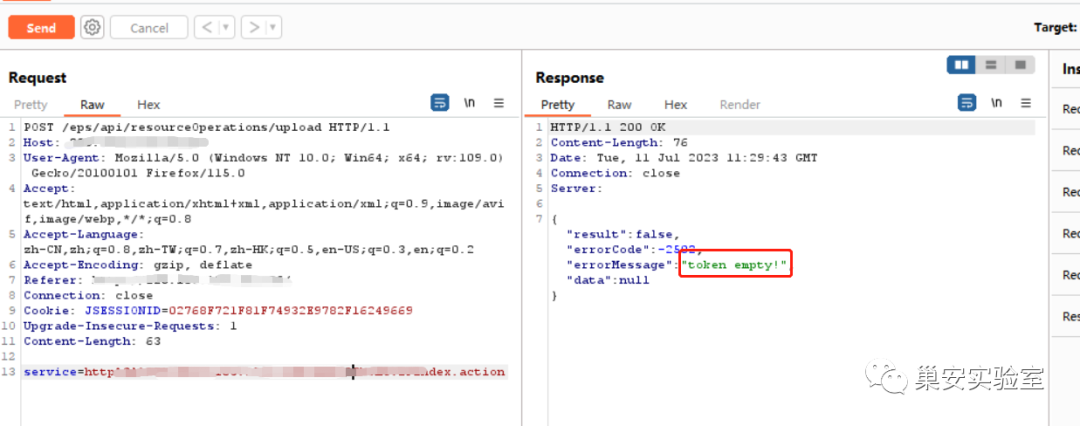 Send
Cancel
Target:
Request
Response
Ins
Pretty
Raw
Hex
\n
Pretty
Raw
Hex
Render
\n
1 POST /eps/api/resourceOperations/upload HTTP/1.1
2 Host:
3 User-Agent: Mozilla/5.0 (Windows NT 10.0; Win64; x64; rv:109.0)
Gecko/20100101 Firefox/115.0
4 Accept:
text/html,application/xhtml+xml,application/xml;q=0.9,image/avi
f,image/webp,*/*;q=0.8
5 Accept-Language:
zh-CN,zh;q=0.8,zh-TW;q=0.7,zh-HK;q=0.5,en-US;q=0.3,en;q=0.2
6 Accept-Encoding: gzip, deflate
7 Referer:
8 Connection: close
9 Cookie: JSESSIONID=02768F721F81F74932E9782F16249669
10 Upgrade-Insecure-Requests: 1
11 Content-Length: 63
12
13 service=http index.action
1 HTTP/1.1 200 OK
2 Content-Length: 76
3 Date: Tue, 11 Jul 2023 11:29:43 GMT
4 Connection: close
5 Server:
6
7 {
"result":false,
"errorCode":-2502,
"errorMessage":"token empty!",
"data":null
}
Rec
Rec
Rec
Rec
Rec
Res
巢安实验室